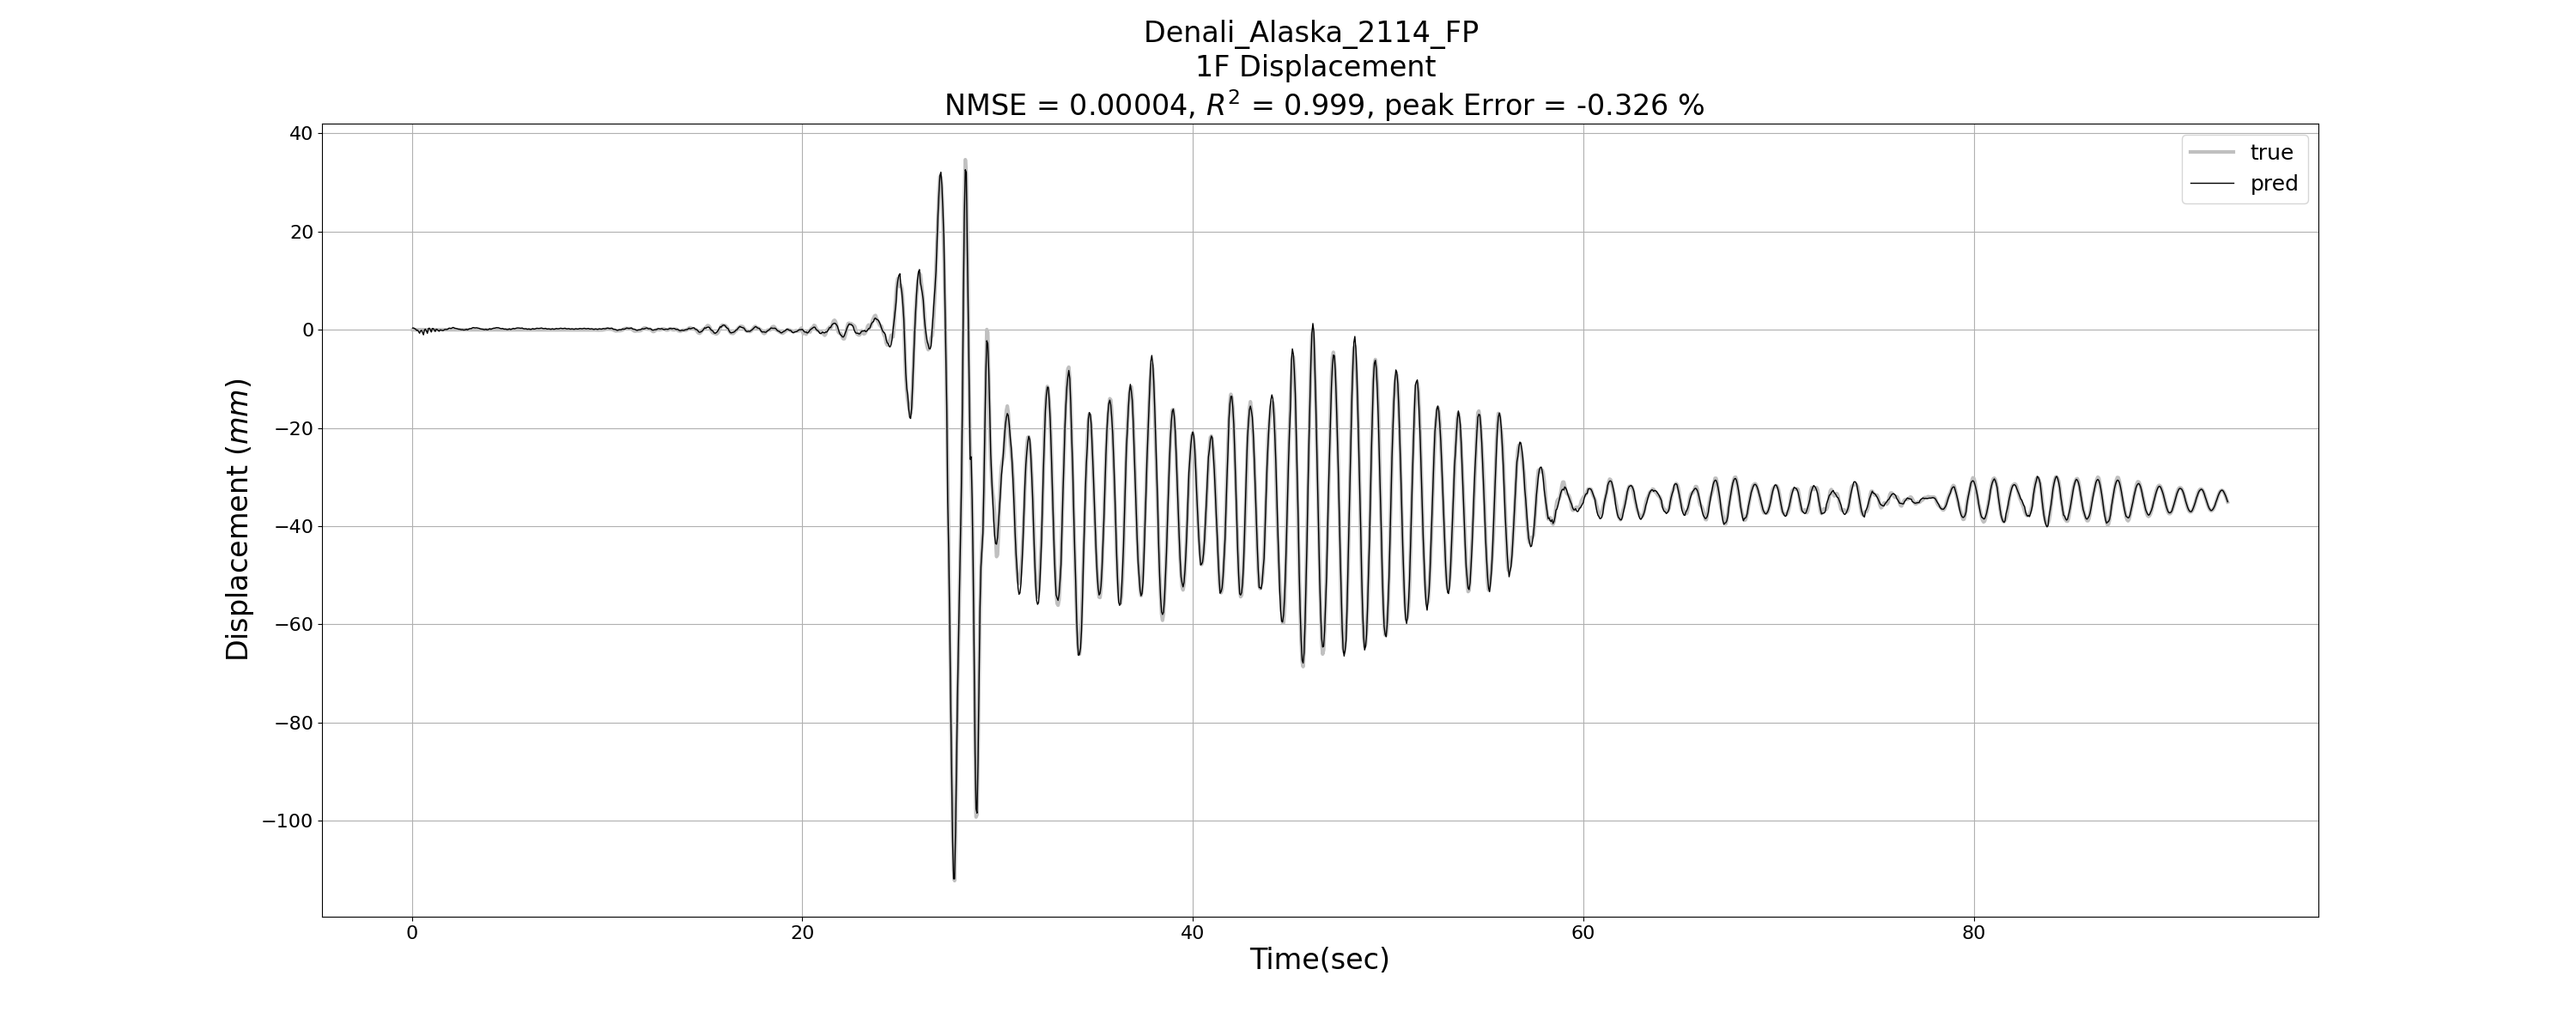 Denali_Alaska_2114_FP
1F Displacement
NMSE = 0.00004, R² = 0.999, peak Error = -0.326 %
40
20
0
−20
−40
−60
−80
−100
Displacement (mm)
true
pred
0 20 40 60 80
Time(sec)